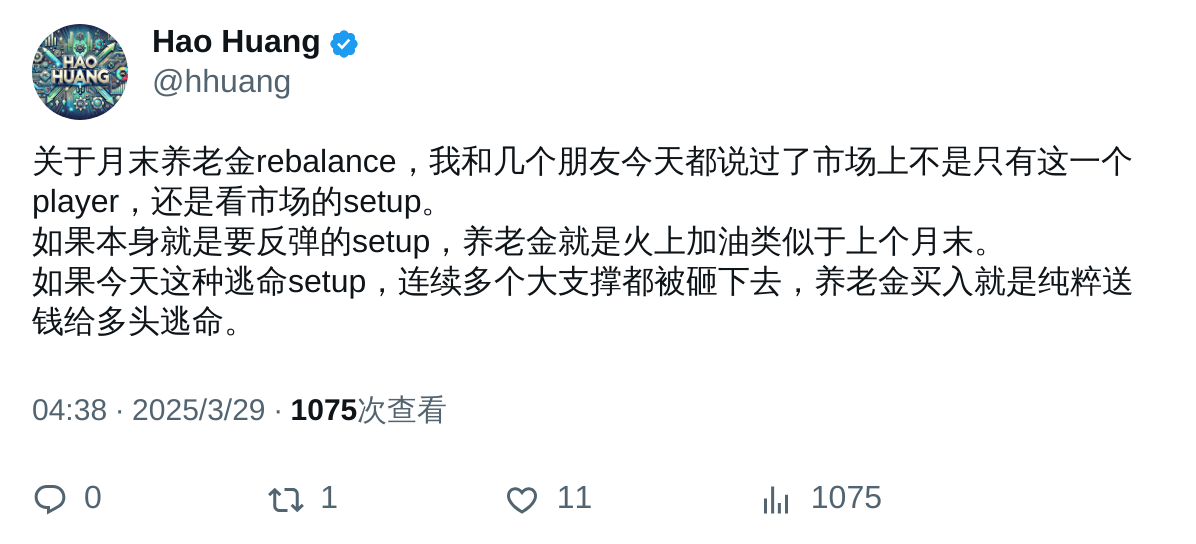 HAO
HUANG
Hao Huang
@hhuang
关于月末养老金rebalance，我和几个朋友今天都说过了市场上不是只有这一个
player，还是看市场的setup。
如果本身就是要反弹的setup，养老金就是火上加油类似于上个月末。
如果今天这种逃命setup，连续多个大支撑都被砸下去，养老金买入就是纯粹送
钱给多头逃命。
04:38 · 2025/3/29 · 1075次查看
0 1 11 1075